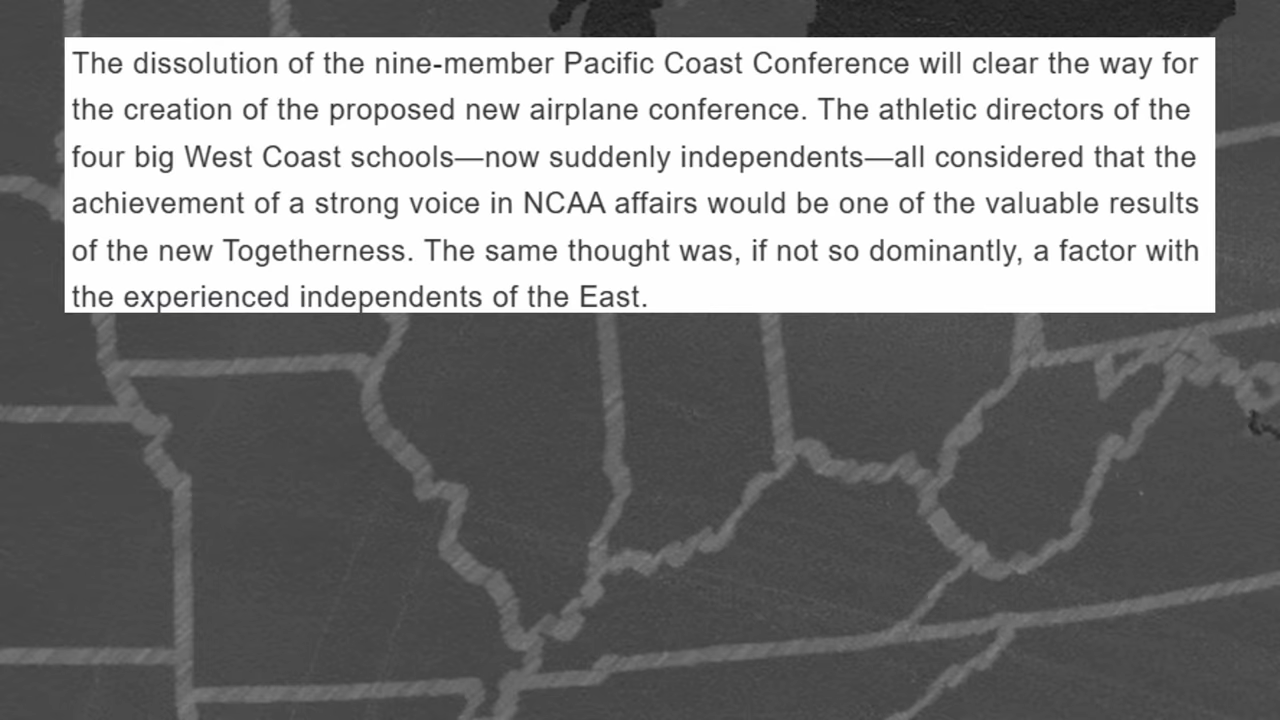 The dissolution of the nine-member Pacific Coast Conference will clear the way for
the creation of the proposed new airplane conference. The athletic directors of the
four big West Coast schools—now suddenly independents—all considered that the
achievement of a strong voice in NCAA affairs would be one of the valuable results
of the new Togetherness. The same thought was, if not so dominantly, a factor with
the experienced independents of the East.